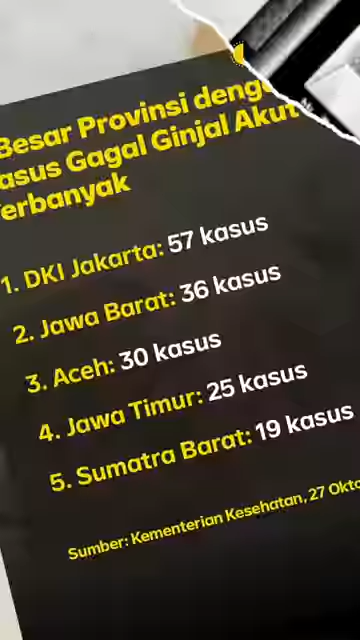 Besar Provinsi deng
asus Gagal Ginjal Akut
erbanyak
1. DKI Jakarta: 57 kasus
2. Jawa Barat: 36 kasus
3. Aceh: 30 kasus
4. Jawa Timur: 25 kasus
5. Sumatra Barat: 19 kasus
Sumber: Kementerian Kesehatan, 27 Okto